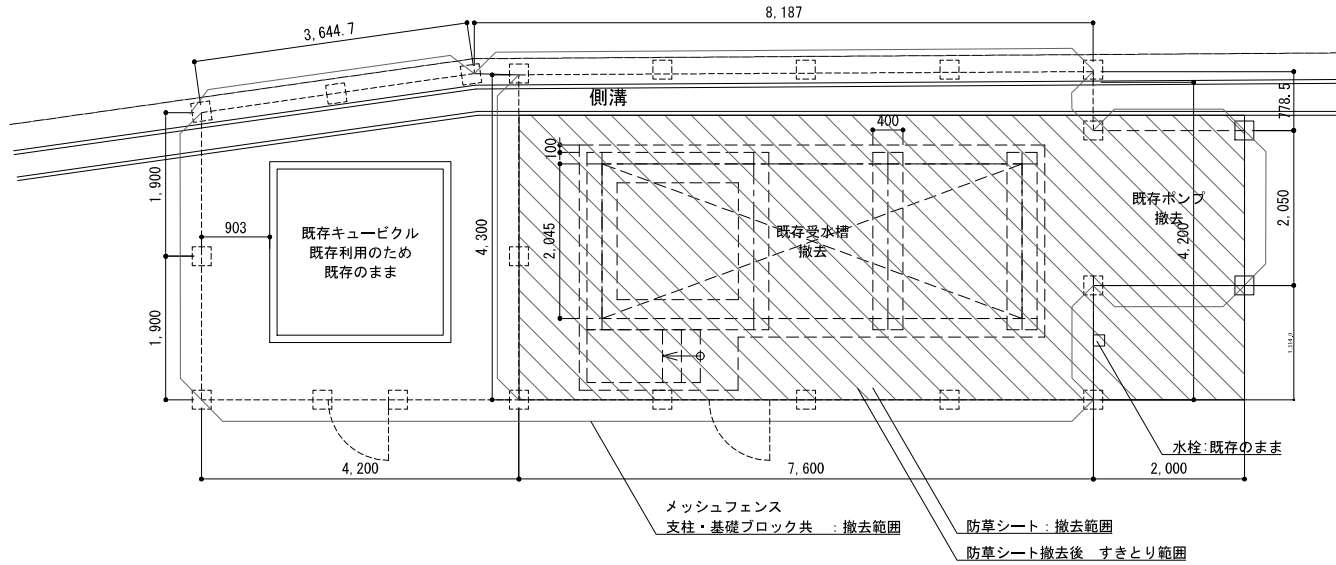 8,187
3,644.7
側溝
400
778.5
100
1,900
903
既存キュービクル
既存利用のため
既存のまま
4,300
2,045
既存受水槽
撤去
既存ポンプ
撤去
4,200
2,050
1,900
水栓:既存のまま
4,200
7,600
2,000
メッシュフェンス
支柱・基礎ブロック共 :撤去範囲
防草シート:撤去範囲
防草シート撤去後 すきとり範囲